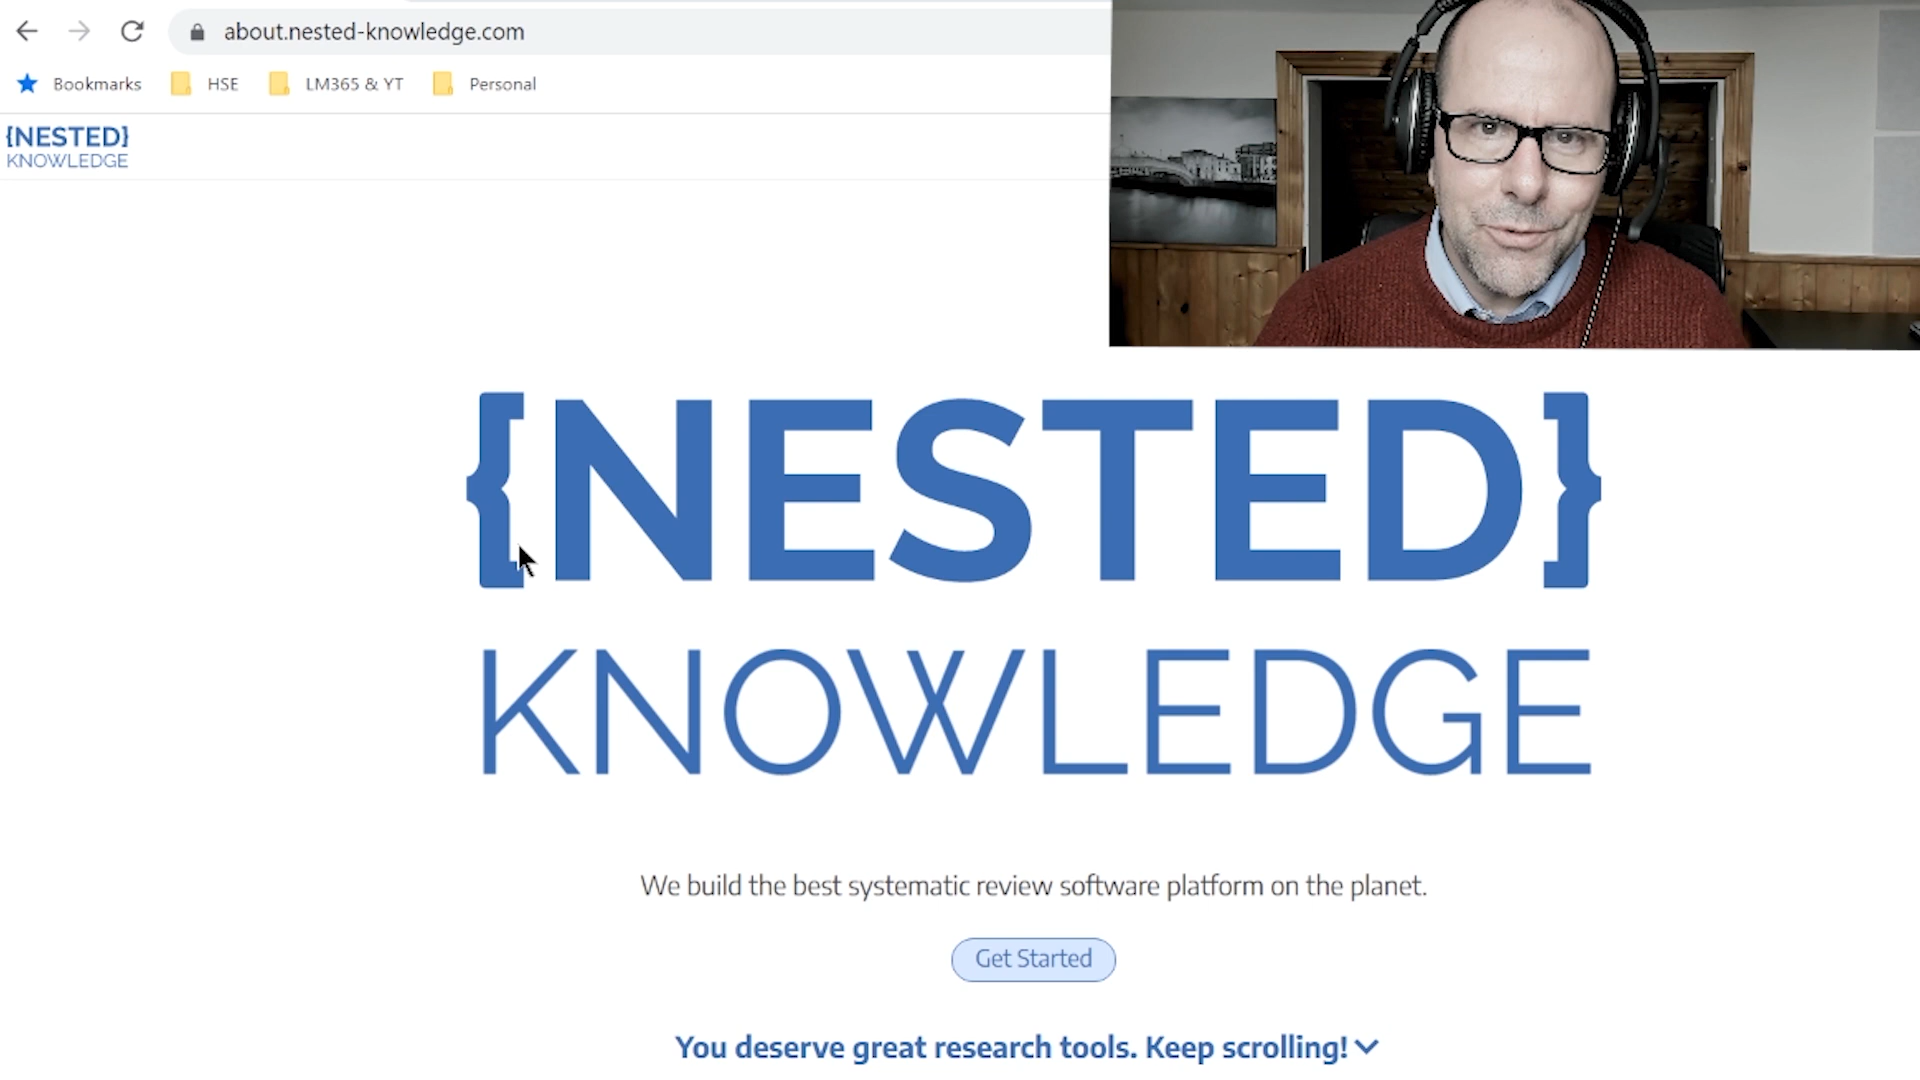 about.nested-knowledge.com
Bookmarks HSE LM365 & YT Personal
{NESTED}
KNOWLEDGE
{NESTED}
KNOWLEDGE
We build the best systematic review software platform on the planet.
Get Started
You deserve great research tools. Keep scrolling!